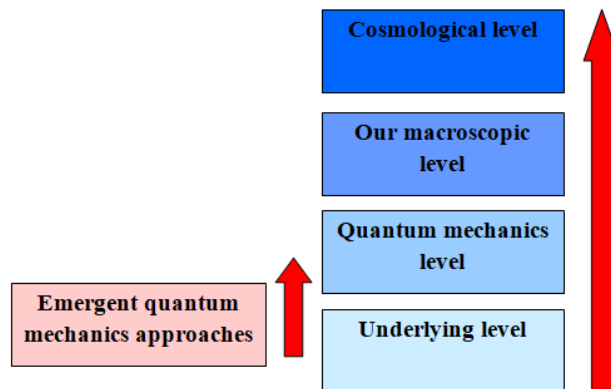 Cosmological level
Our macroscopic
level
Quantum mechanics
level
Emergent quantum
mechanics approaches
Underlying level